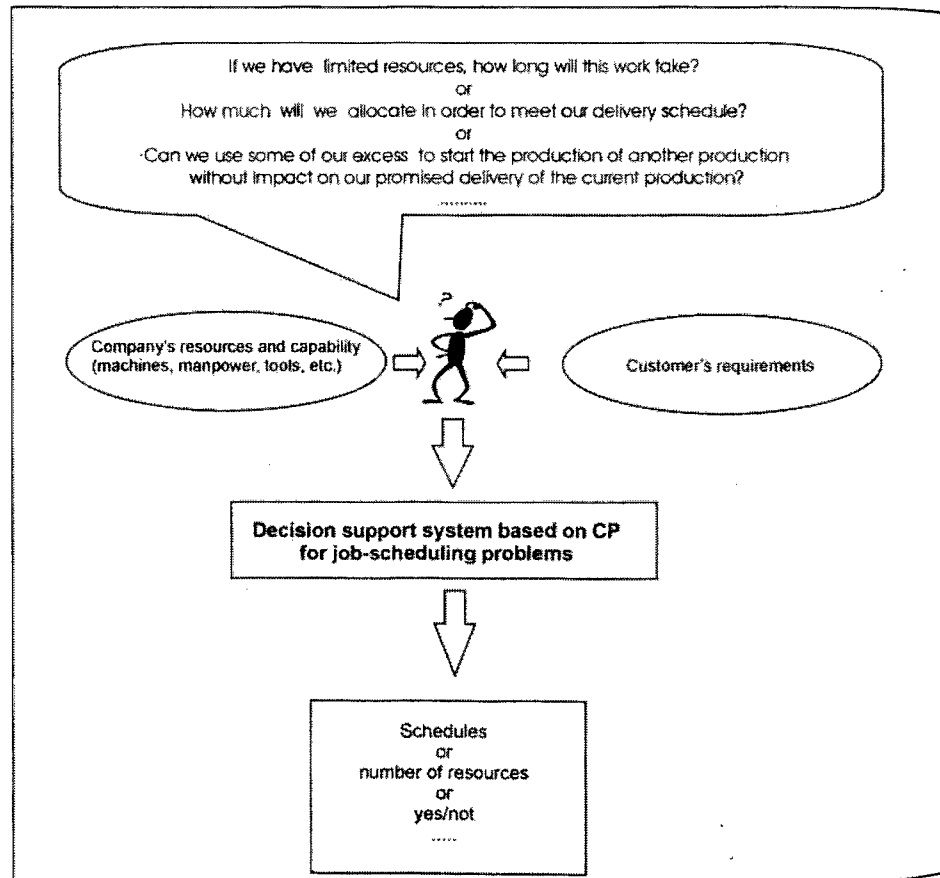 If we have limited resources, how long will this work take?
or
How much will we allocate in order to meet our delivery schedule?
or
Can we use some of our excess to start the production of another production
without impact on our promised delivery of the current production?
.........
?
Company's resources and capability
(machines, manpower, tools, etc.)
Customer's requirements
Decision support system based on CP
for job-scheduling problems
Schedules
or
number of resources
or
yes/not
.....